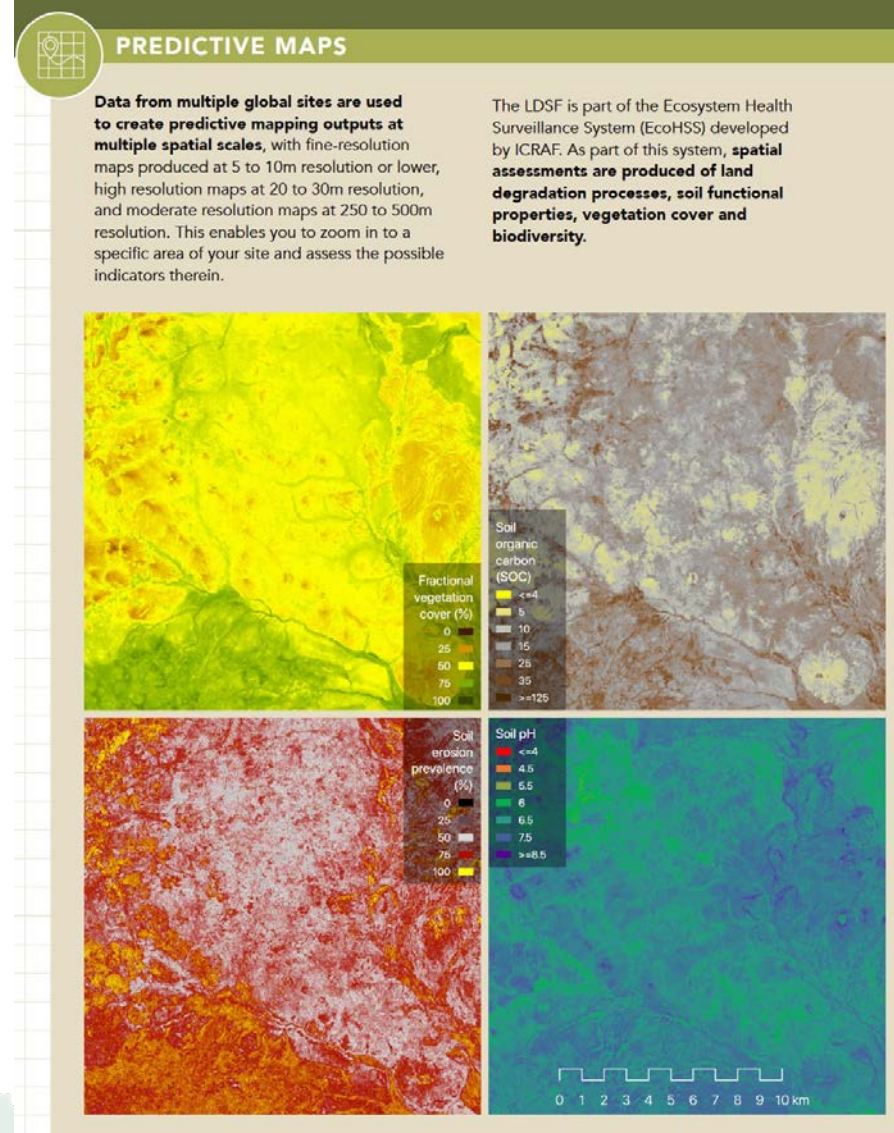 PREDICTIVE MAPS
Data from multiple global sites are used
to create predictive mapping outputs at
multiple spatial scales, with fine-resolution
maps produced at 5 to 10m resolution or lower,
high resolution maps at 20 to 30m resolution,
and moderate resolution maps at 250 to 500m
resolution. This enables you to zoom in to a
specific area of your site and assess the possible
indicators therein.
The LDSF is part of the Ecosystem Health
Surveillance System (EcoHSS) developed
by ICRAF. As part of this system, spatial
assessments are produced of land
degradation processes, soil functional
properties, vegetation cover and
biodiversity.
Fractional
vegetation
cover (%)
0
25
50
75
100
Soil
organic
carbon
(SOC)
<=4
5
10
15
25
35
>=125
Soil
erosion
prevalence
(%)
0
25
50
75
100
Soil pH
<=4
4.5
5.5
6
6.5
7.5
>=8.5
0 1 2 3 4 5 6 7 8 9 10 km